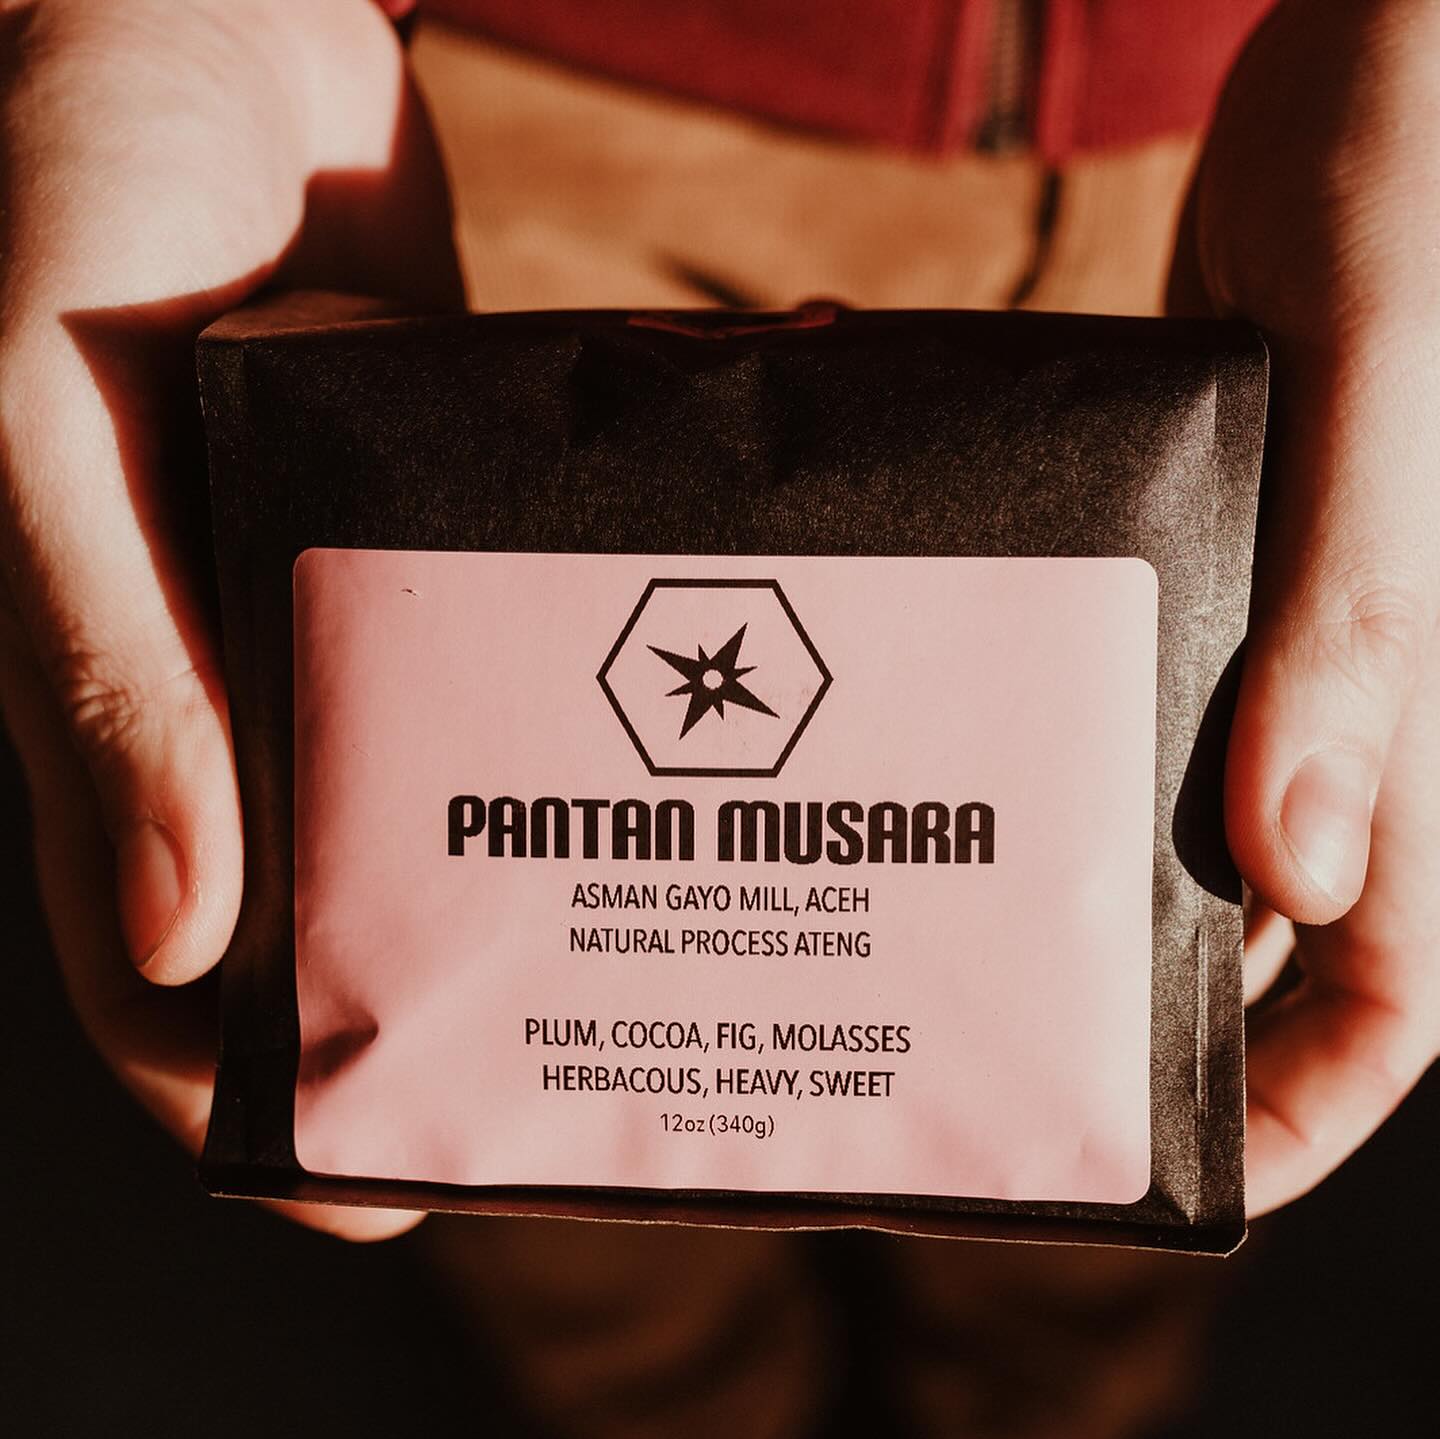 PANTAN MUSARA
ASMAN GAYO MILL, ACEH
NATURAL PROCESS ATENG
PLUM, COCOA, FIG, MOLASSES
HERBACOUS, HEAVY, SWEET
12oz (340g)